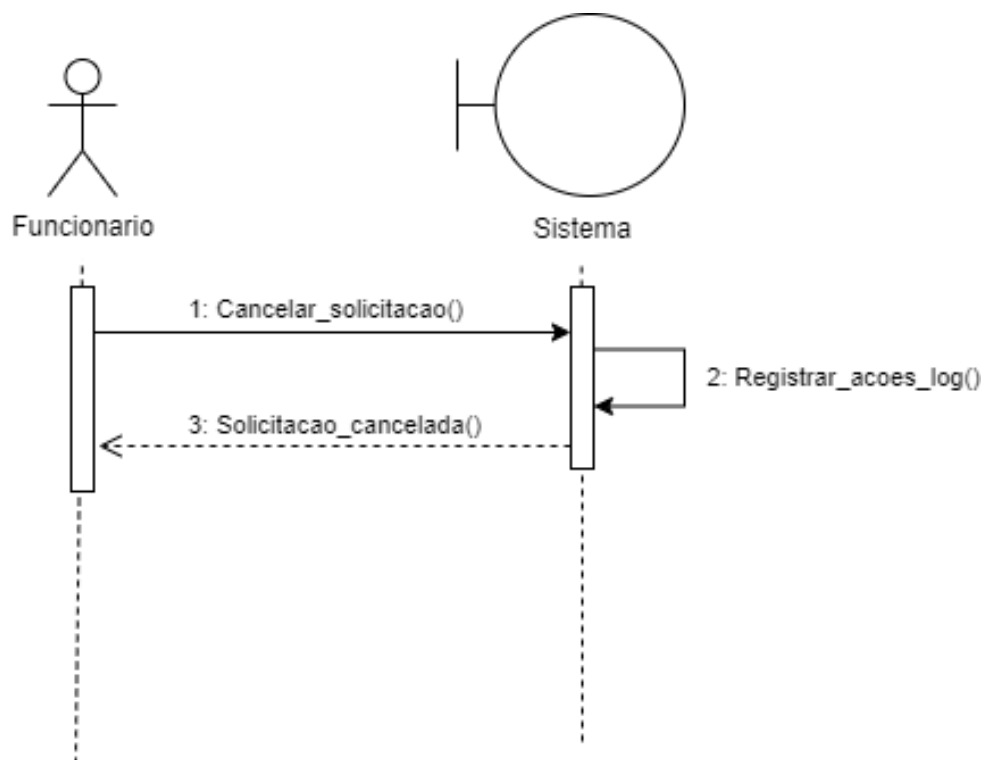 Funcionario
Sistema
1: Cancelar_solicitacao()
2: Registrar_acoes_log()
3: Solicitacao_cancelada()